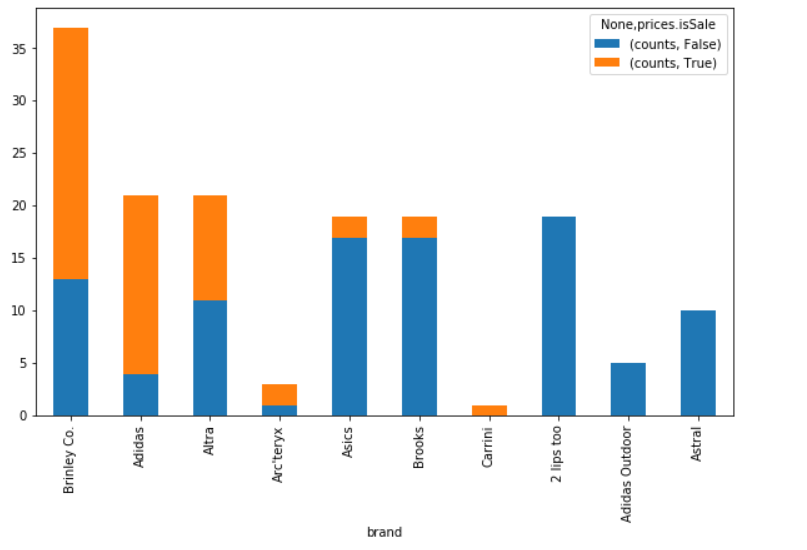 None,prices.isSale
(counts, False)
(counts, True)
35
30
25
20
15
10
5
0
Brinley Co.
Adidas
Altra
Arc'teryx
Asics
Brooks
Carrini
2 lips too
Adidas Outdoor
Astral
brand